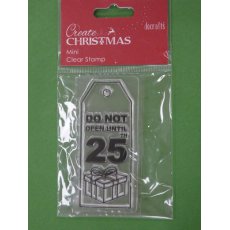 docrafts
Create
CHRISTMAS
Mini
Clear Stamp
DO NOT
OPEN UNTIL
TH
25